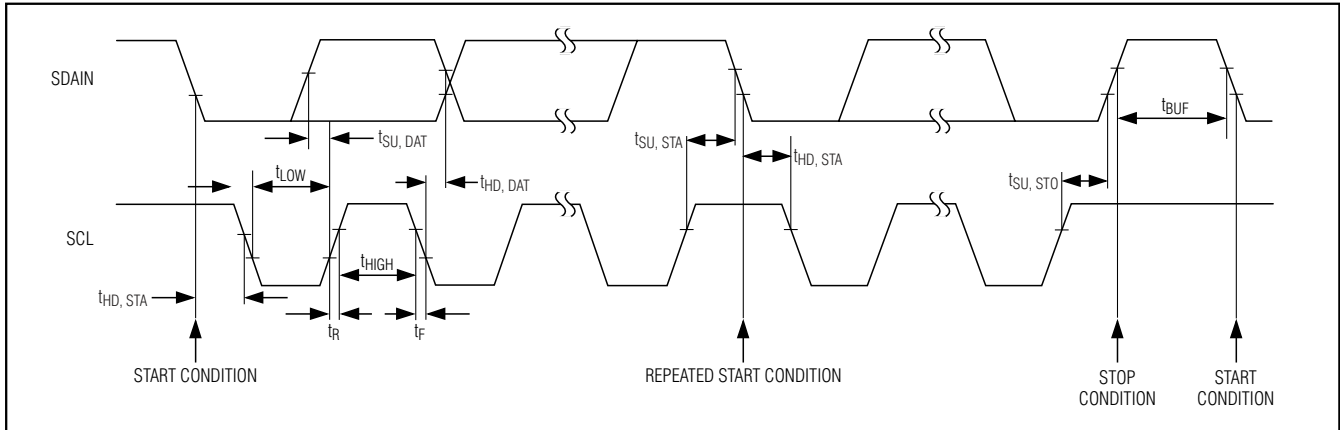 SDAIN
tSU, DAT
tSU, STA
tBUF
tHD, STA
tLOW
tHD, DAT
tSU, STO
SCL
tHIGH
tHD, STA
tR
tF
START CONDITION
REPEATED START CONDITION
STOP
CONDITION
START
CONDITION